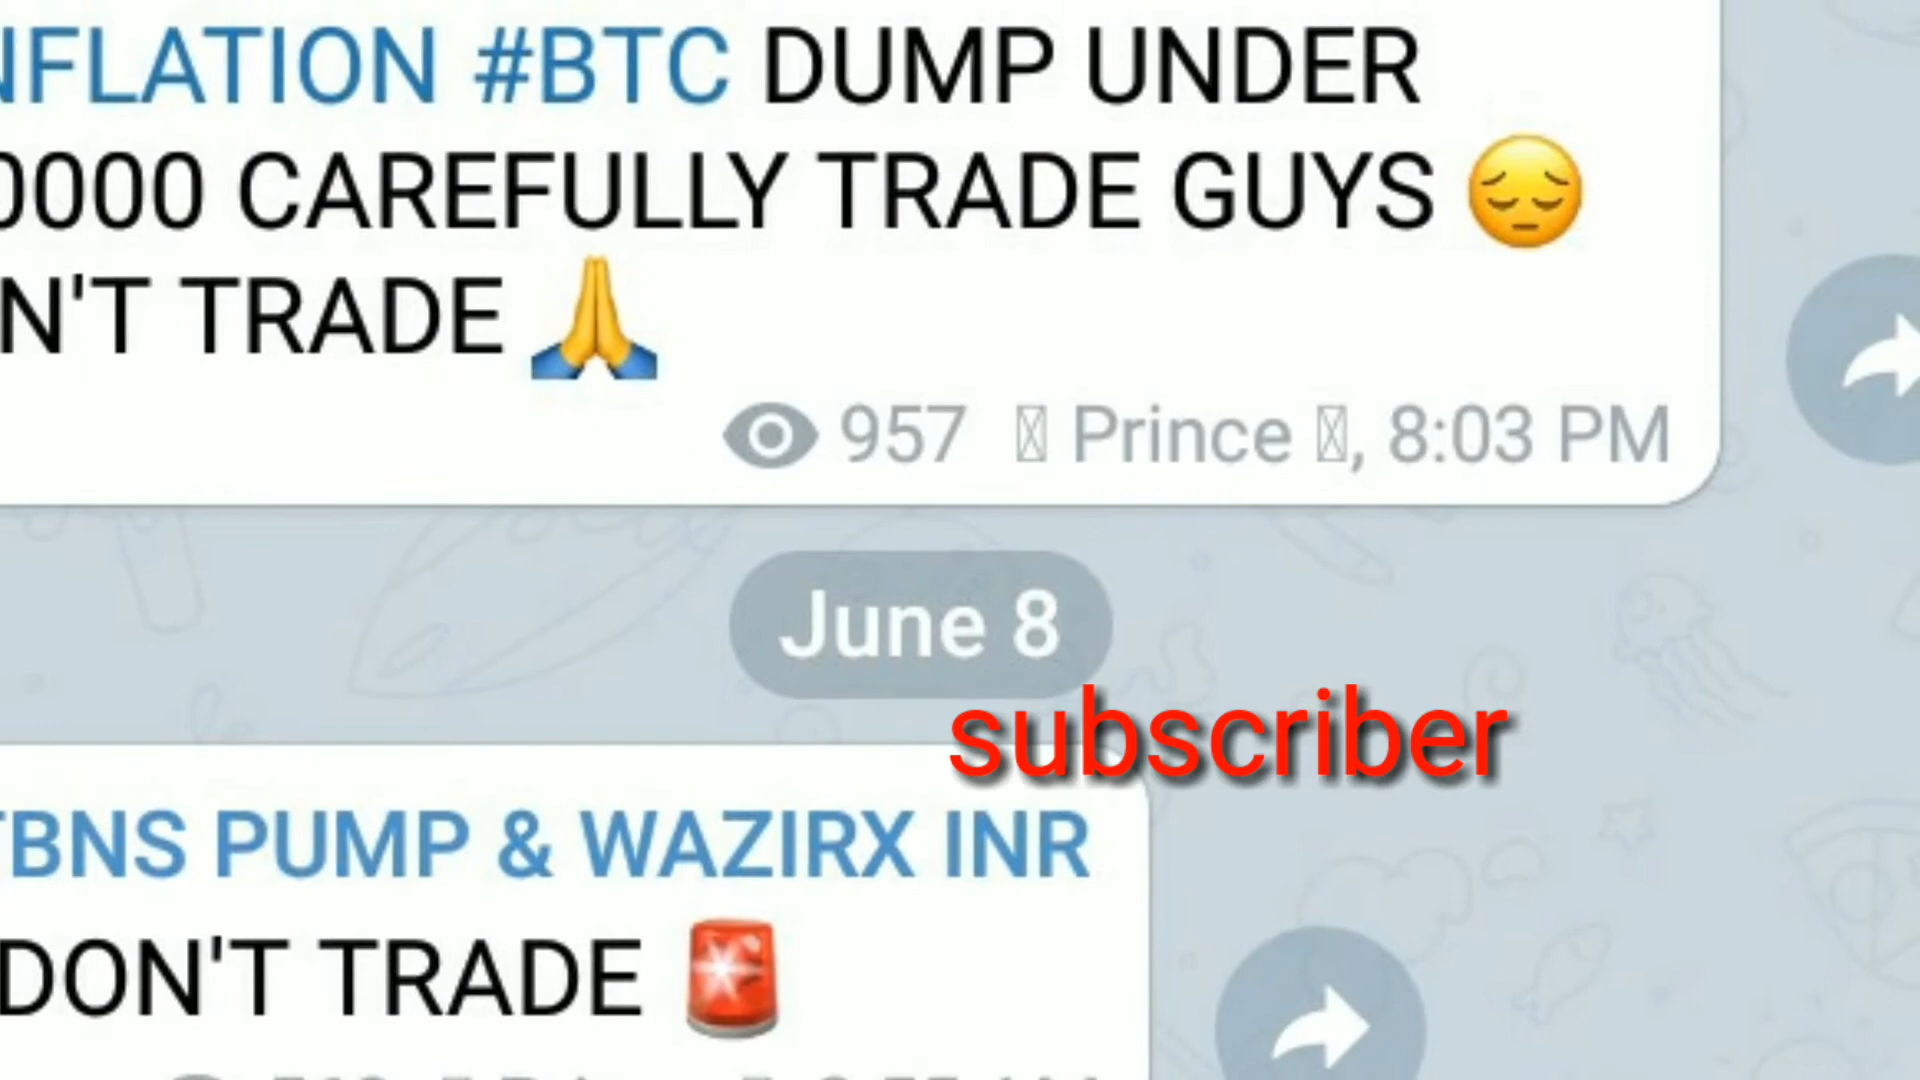 NFLATION #BTC DUMP UNDER
0000 CAREFULLY TRADE GUYS 😔
N'T TRADE 🙏
957 Prince , 8:03 PM
June 8
subscriber
TBNS PUMP & WAZIRX INR
DON'T TRADE 🚨